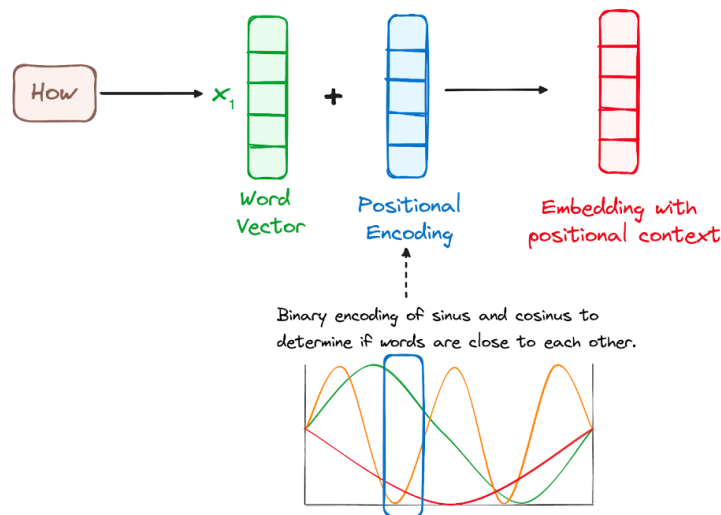 How
x₁
+
Word
Vector
Positional
Encoding
Embedding with
positional context
Binary encoding of sinus and cosinus to
determine if words are close to each other.